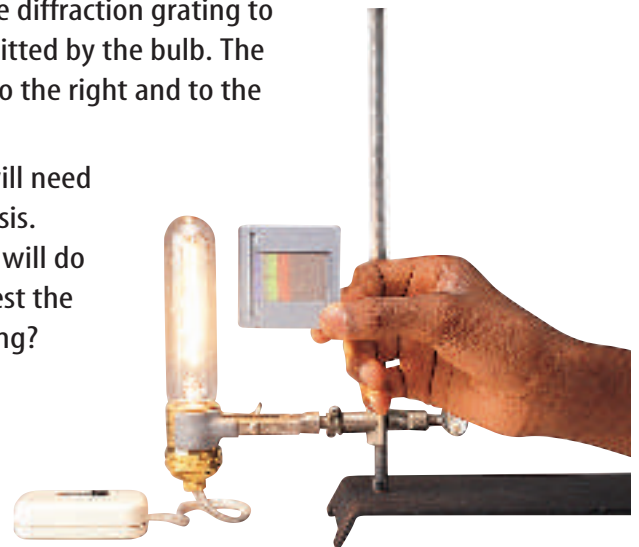 e diffraction grating to
itted by the bulb. The
o the right and to the
ill need
sis.
will do
est the
ng?